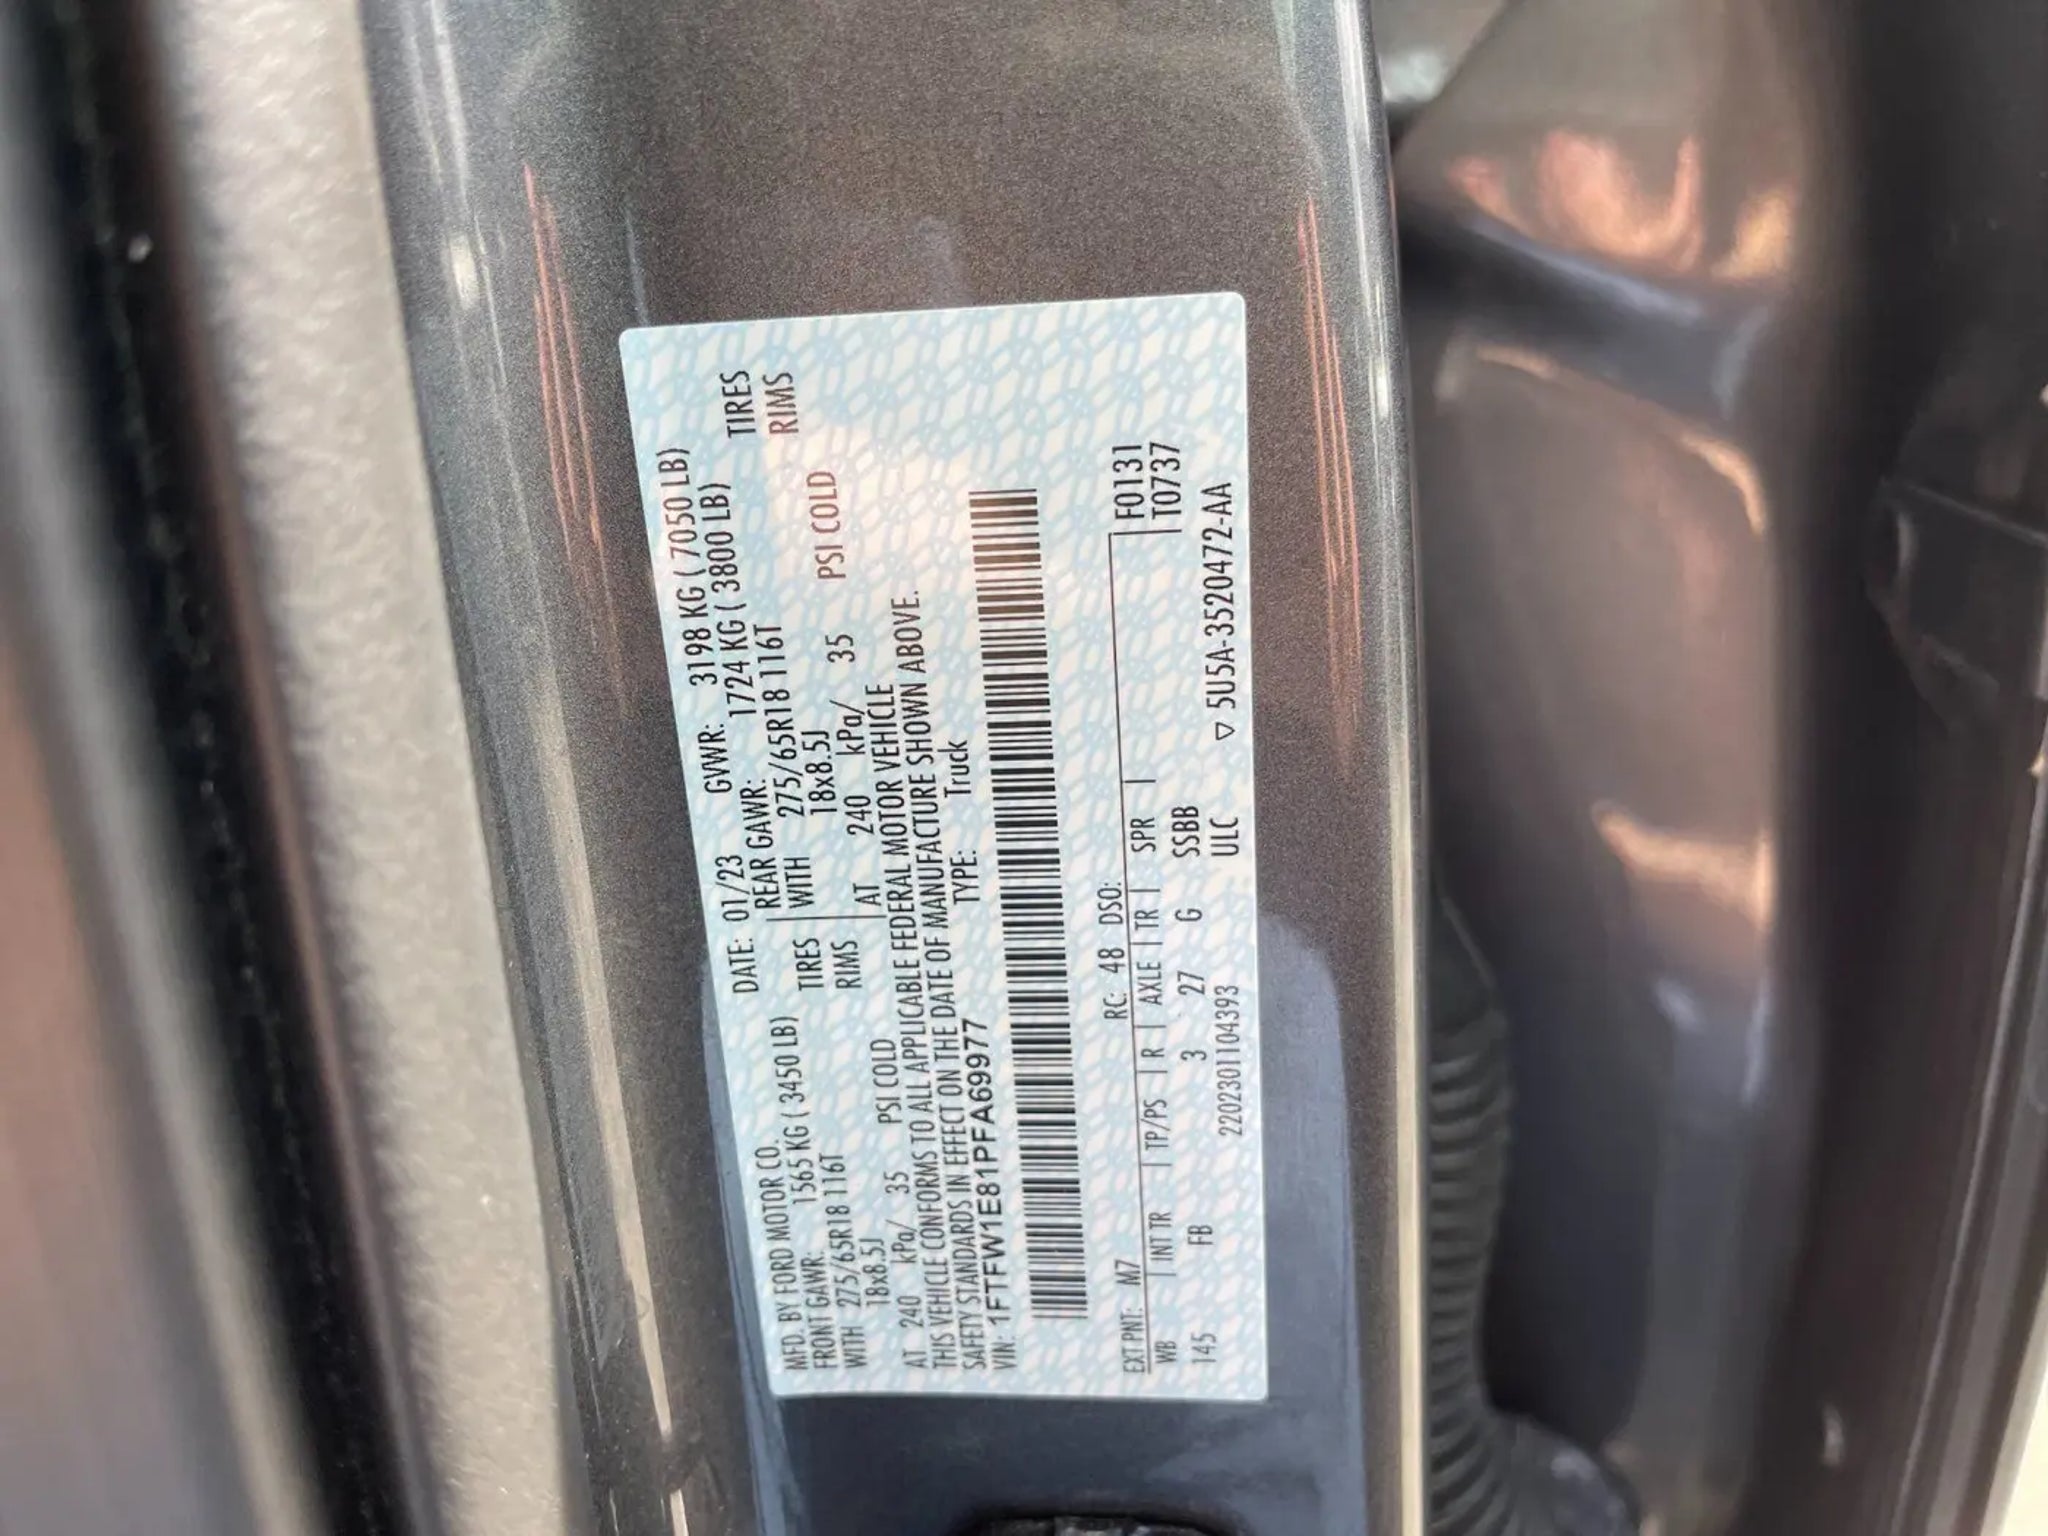 MFD. BY FORD MOTOR CO. DATE: 01/23 GVWR: 3198 KG ( 7050 LB)
FRONT GAWR: 1565 KG ( 3450 LB) REAR GAWR: 1724 KG ( 3800 LB)
WITH 275/65R18 116T TIRES WITH 275/65R18 116T TIRES
18x8.5J RIMS 18x8.5J RIMS
AT 240 kPa/ 35 PSI COLD AT 240 kPa/ 35 PSI COLD
THIS VEHICLE CONFORMS TO ALL APPLICABLE FEDERAL MOTOR VEHICLE
SAFETY STANDARDS IN EFFECT ON THE DATE OF MANUFACTURE SHOWN ABOVE.
VIN: 1FTFW1E81PFA69977 TYPE: Truck
EXT PNT: M7 RC: 48 DSO: F0131
WB INT TR TP/PS R AXLE TR SPR T0737
145 FB 3 27 G SSBB
2202301104393 ULC ▽ 5U5A-3520472-AA